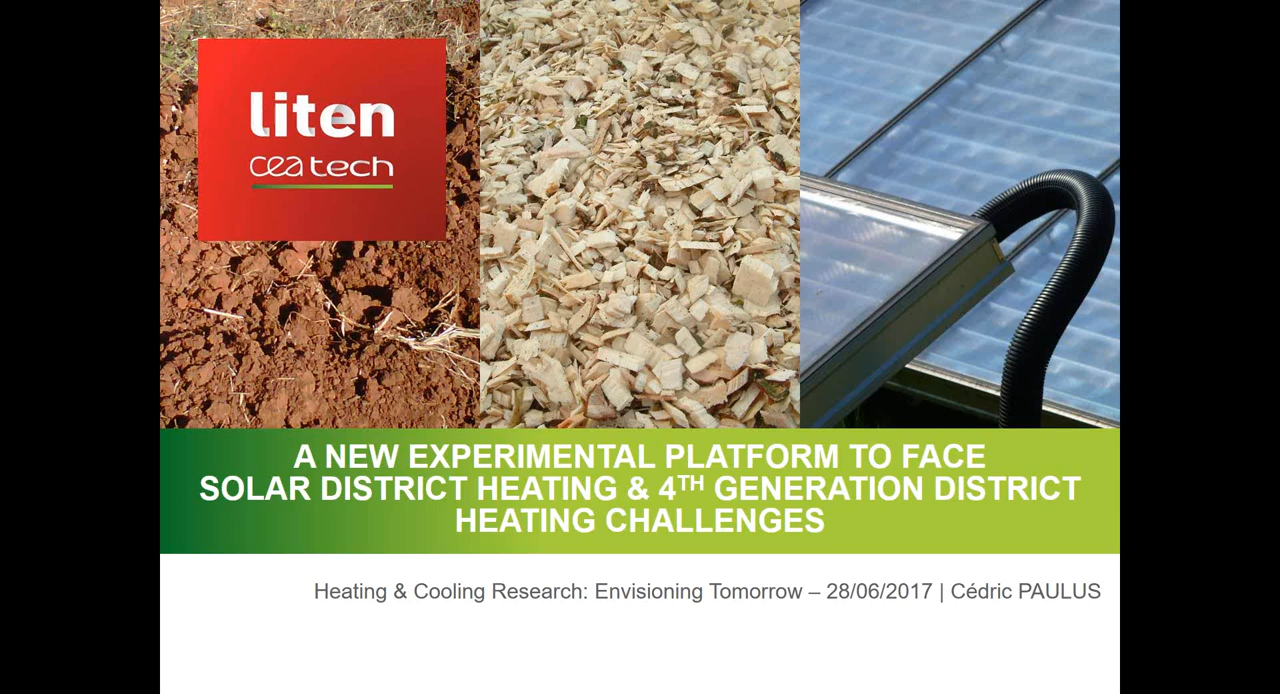 liten
cea tech
A NEW EXPERIMENTAL PLATFORM TO FACE
SOLAR DISTRICT HEATING & 4TH GENERATION DISTRICT
HEATING CHALLENGES
Heating & Cooling Research: Envisioning Tomorrow – 28/06/2017 | Cédric PAULUS